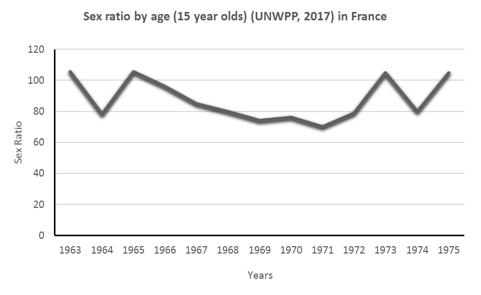 Sex ratio by age (15 year olds) (UNWPP, 2017) in France
120
100
80
60
40
20
0
Sex Ratio
1963 1964 1965 1966 1967 1968 1969 1970 1971 1972 1973 1974 1975
Years